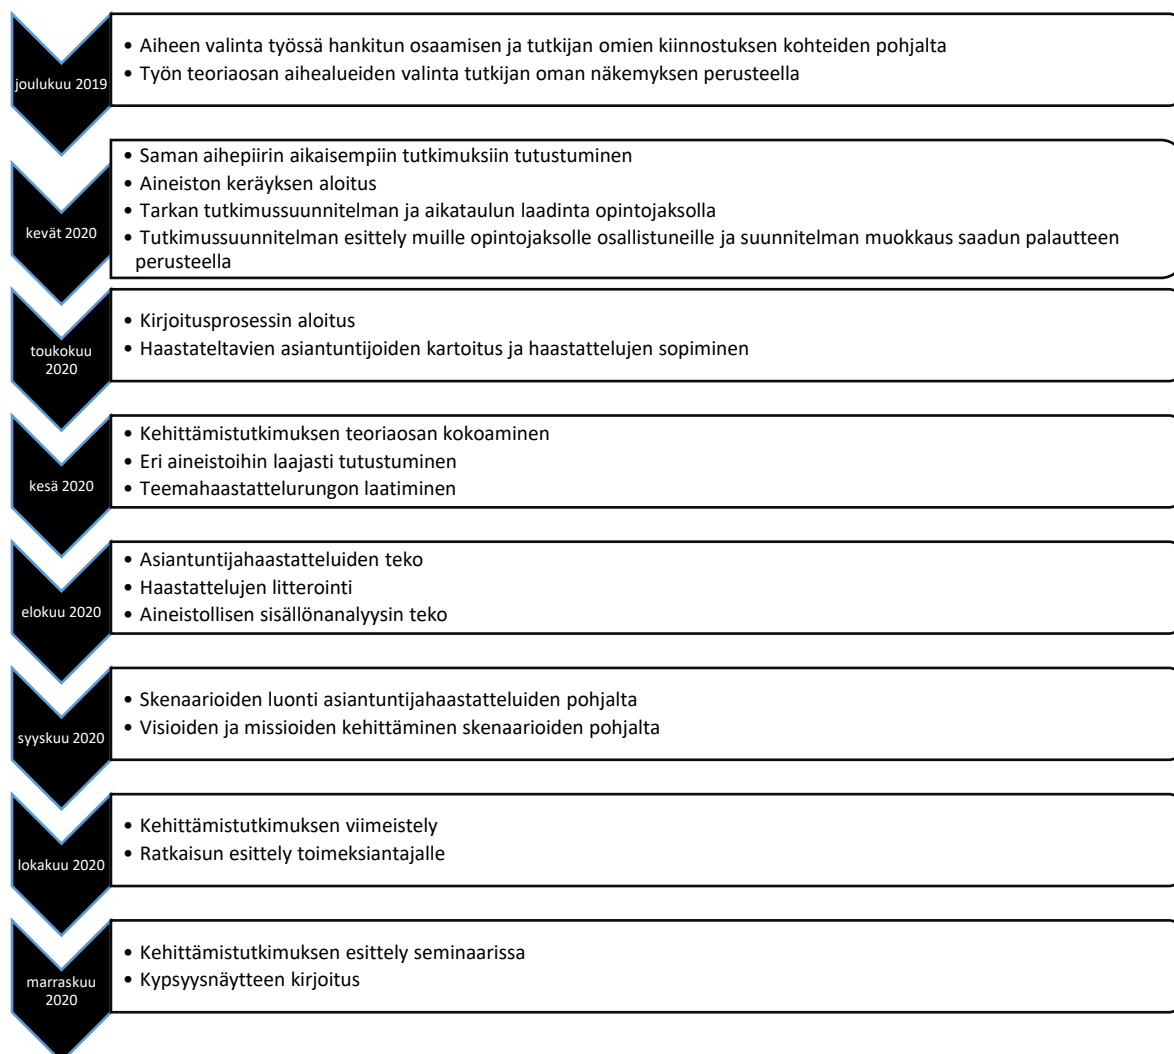 joulukuu 2019
• Aiheen valinta työssä hankitun osaamisen ja tutkijan omien kiinnostuksen kohteiden pohjalta
• Työn teoriaosan aihealueiden valinta tutkijan oman näkemyksen perusteella
kevät 2020
• Saman aihepiirin aikaisempiin tutkimuksiin tutustuminen
• Aineiston keräyksen aloitus
• Tarkan tutkimussuunnitelman ja aikataulun laadinta opintojaksolla
• Tutkimussuunnitelman esittely muille opintojaksolle osallistuneille ja suunnitelman muokkaus saadun palautteen
perusteella
toukokuu
2020
• Kirjoitusprosessin aloitus
• Haastateltavien asiantuntijoiden kartoitus ja haastattelujen sopiminen
kesä 2020
• Kehittämistutkimuksen teoriaosan kokoaminen
• Eri aineistoihin laajasti tutustuminen
• Teemahaastattelurungon laatiminen
elokuu 2020
• Asiantuntijahaastatteluiden teko
• Haastattelujen litterointi
• Aineistollisen sisällönanalyysin teko
syyskuu 2020
• Skenaarioiden luonti asiantuntijahaastatteluiden pohjalta
• Visioiden ja missioiden kehittäminen skenaarioiden pohjalta
lokakuu 2020
• Kehittämistutkimuksen viimeistely
• Ratkaisun esittely toimeksiantajalle
marraskuu
2020
• Kehittämistutkimuksen esittely seminaarissa
• Kypsyysnäytteen kirjoitus